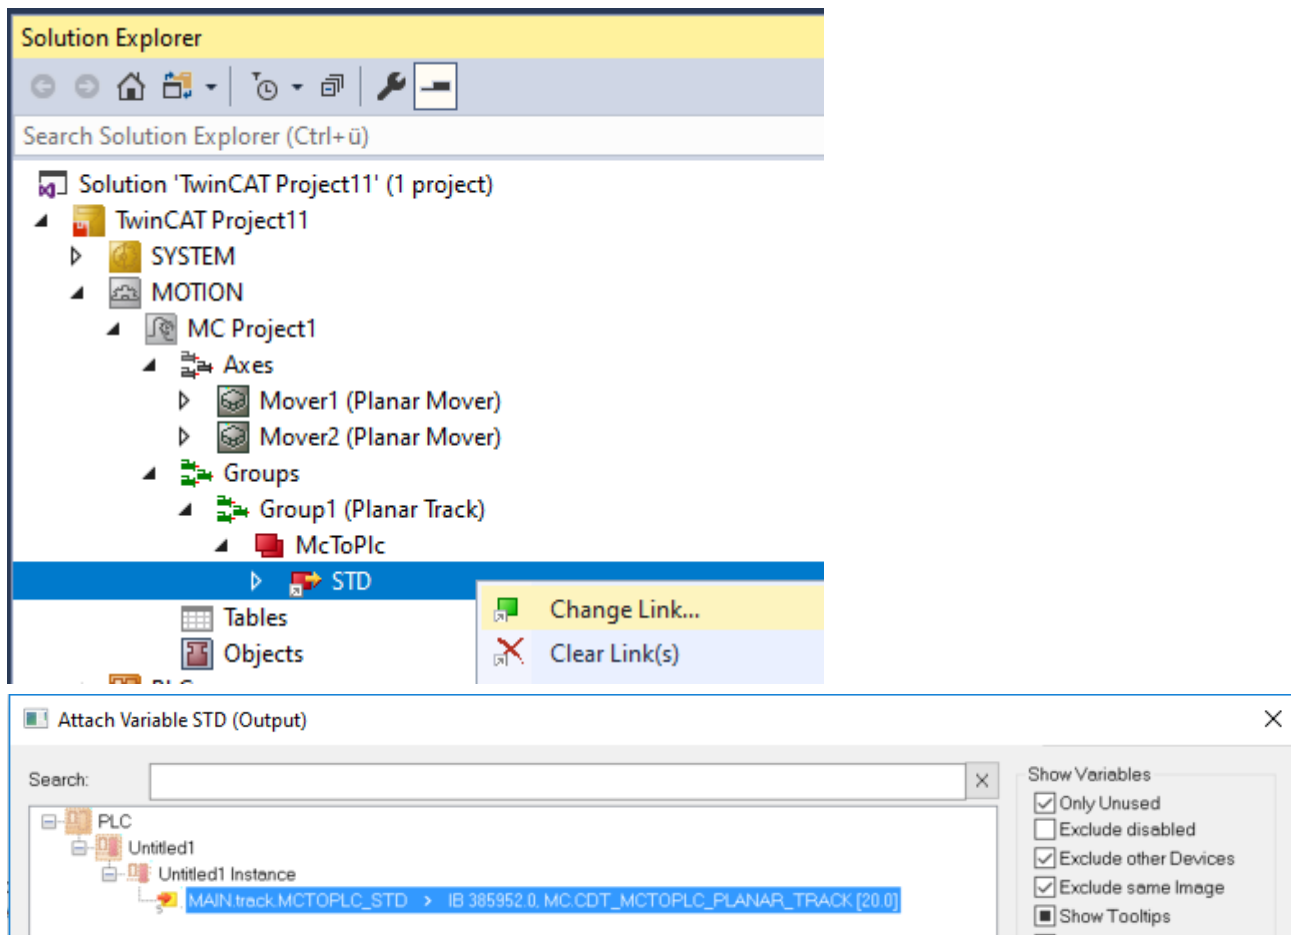 Solution Explorer
Search Solution Explorer (Ctrl+ü)
Solution 'TwinCAT Project11' (1 project)
TwinCAT Project11
SYSTEM
MOTION
MC Project1
Axes
Mover1 (Planar Mover)
Mover2 (Planar Mover)
Groups
Group1 (Planar Track)
McToPlc
STD
Change Link...
Tables
Clear Link(s)
Objects
Attach Variable STD (Output)
Search:
Show Variables
Only Unused
Exclude disabled
Exclude other Devices
Exclude same Image
Show Tooltips
PLC
Untitled1
Untitled1 Instance
MAIN.track.MCTOPLC_STD > IB 385952.0, MC.CDT_MCTOPLC_PLANAR_TRACK [20.0]